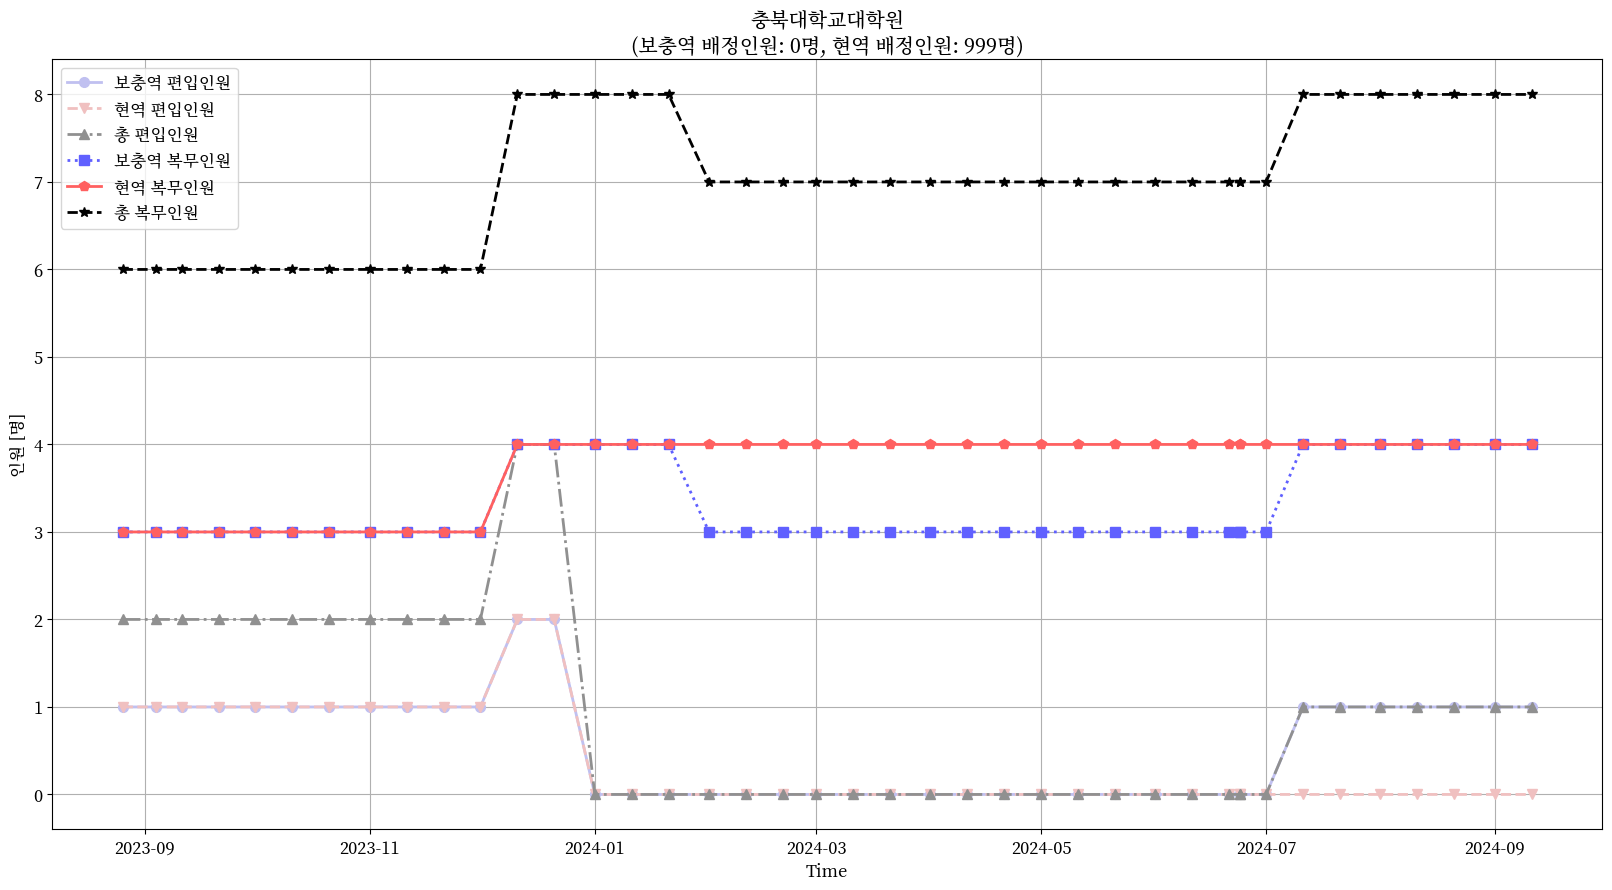 충북대학교대학원
(보충역 배정인원: 0명, 현역 배정인원: 999명)
보충역 편입인원
현역 편입인원
총 편입인원
보충역 복무인원
현역 복무인원
총 복무인원
8
7
6
5
4
3
2
1
0
인원 [명]
2023-09
2023-11
2024-01
2024-03
2024-05
2024-07
2024-09
Time